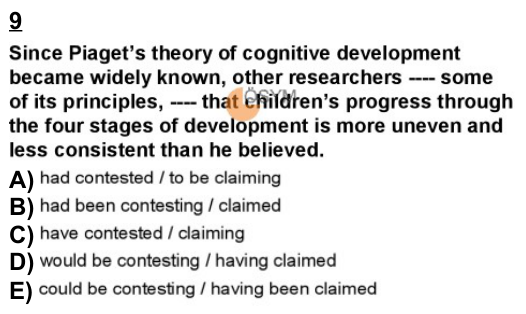 9
Since Piaget's theory of cognitive development
became widely known, other researchers ---- some
of its principles, ---- that children's progress through
the four stages of development is more uneven and
less consistent than he believed.
A) had contested / to be claiming
B) had been contesting / claimed
C) have contested / claiming
D) would be contesting / having claimed
E) could be contesting / having been claimed
ÖSYM